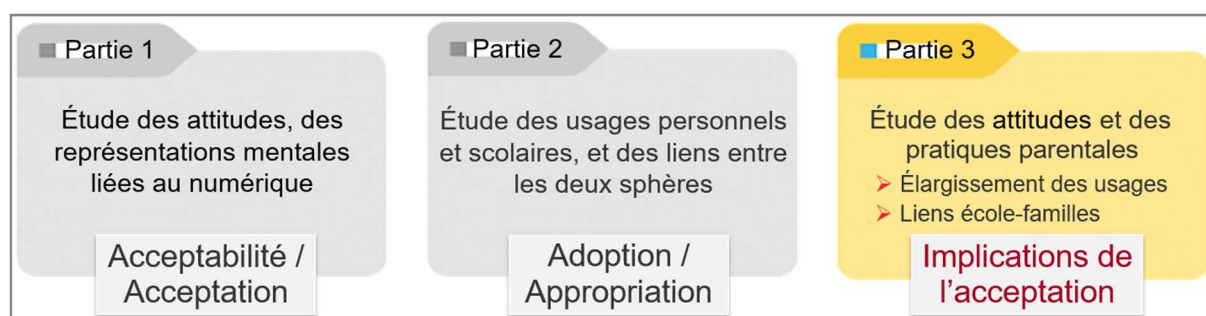 Partie 1
Étude des attitudes, des
représentations mentales
liées au numérique
Acceptabilité /
Acceptation
Partie 2
Étude des usages personnels
et scolaires, et des liens entre
les deux sphères
Adoption /
Appropriation
Partie 3
Étude des attitudes et des
pratiques parentales
Élargissement des usages
Liens école-familles
Implications de
l'acceptation